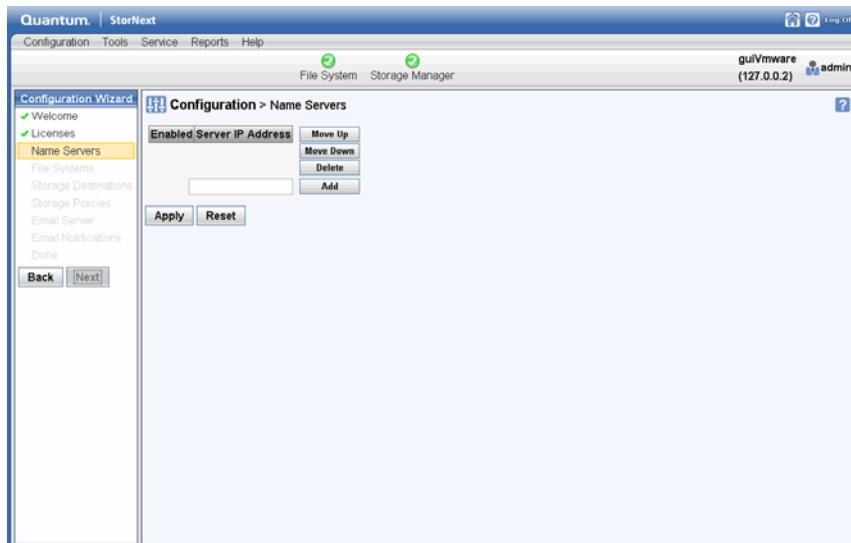 Quantum. | StorNext
Log Of
Configuration Tools Service Reports Help
File System Storage Manager
guiVmware
(127.0.0.2)
admin
Configuration Wizard
Welcome
Licenses
Name Servers
File Systems
Storage Destinations
Storage Policies
Email Server
Email Notifications
Done
Back Next
Configuration > Name Servers
?
Enabled Server IP Address
Move Up
Move Down
Delete
Add
Apply Reset